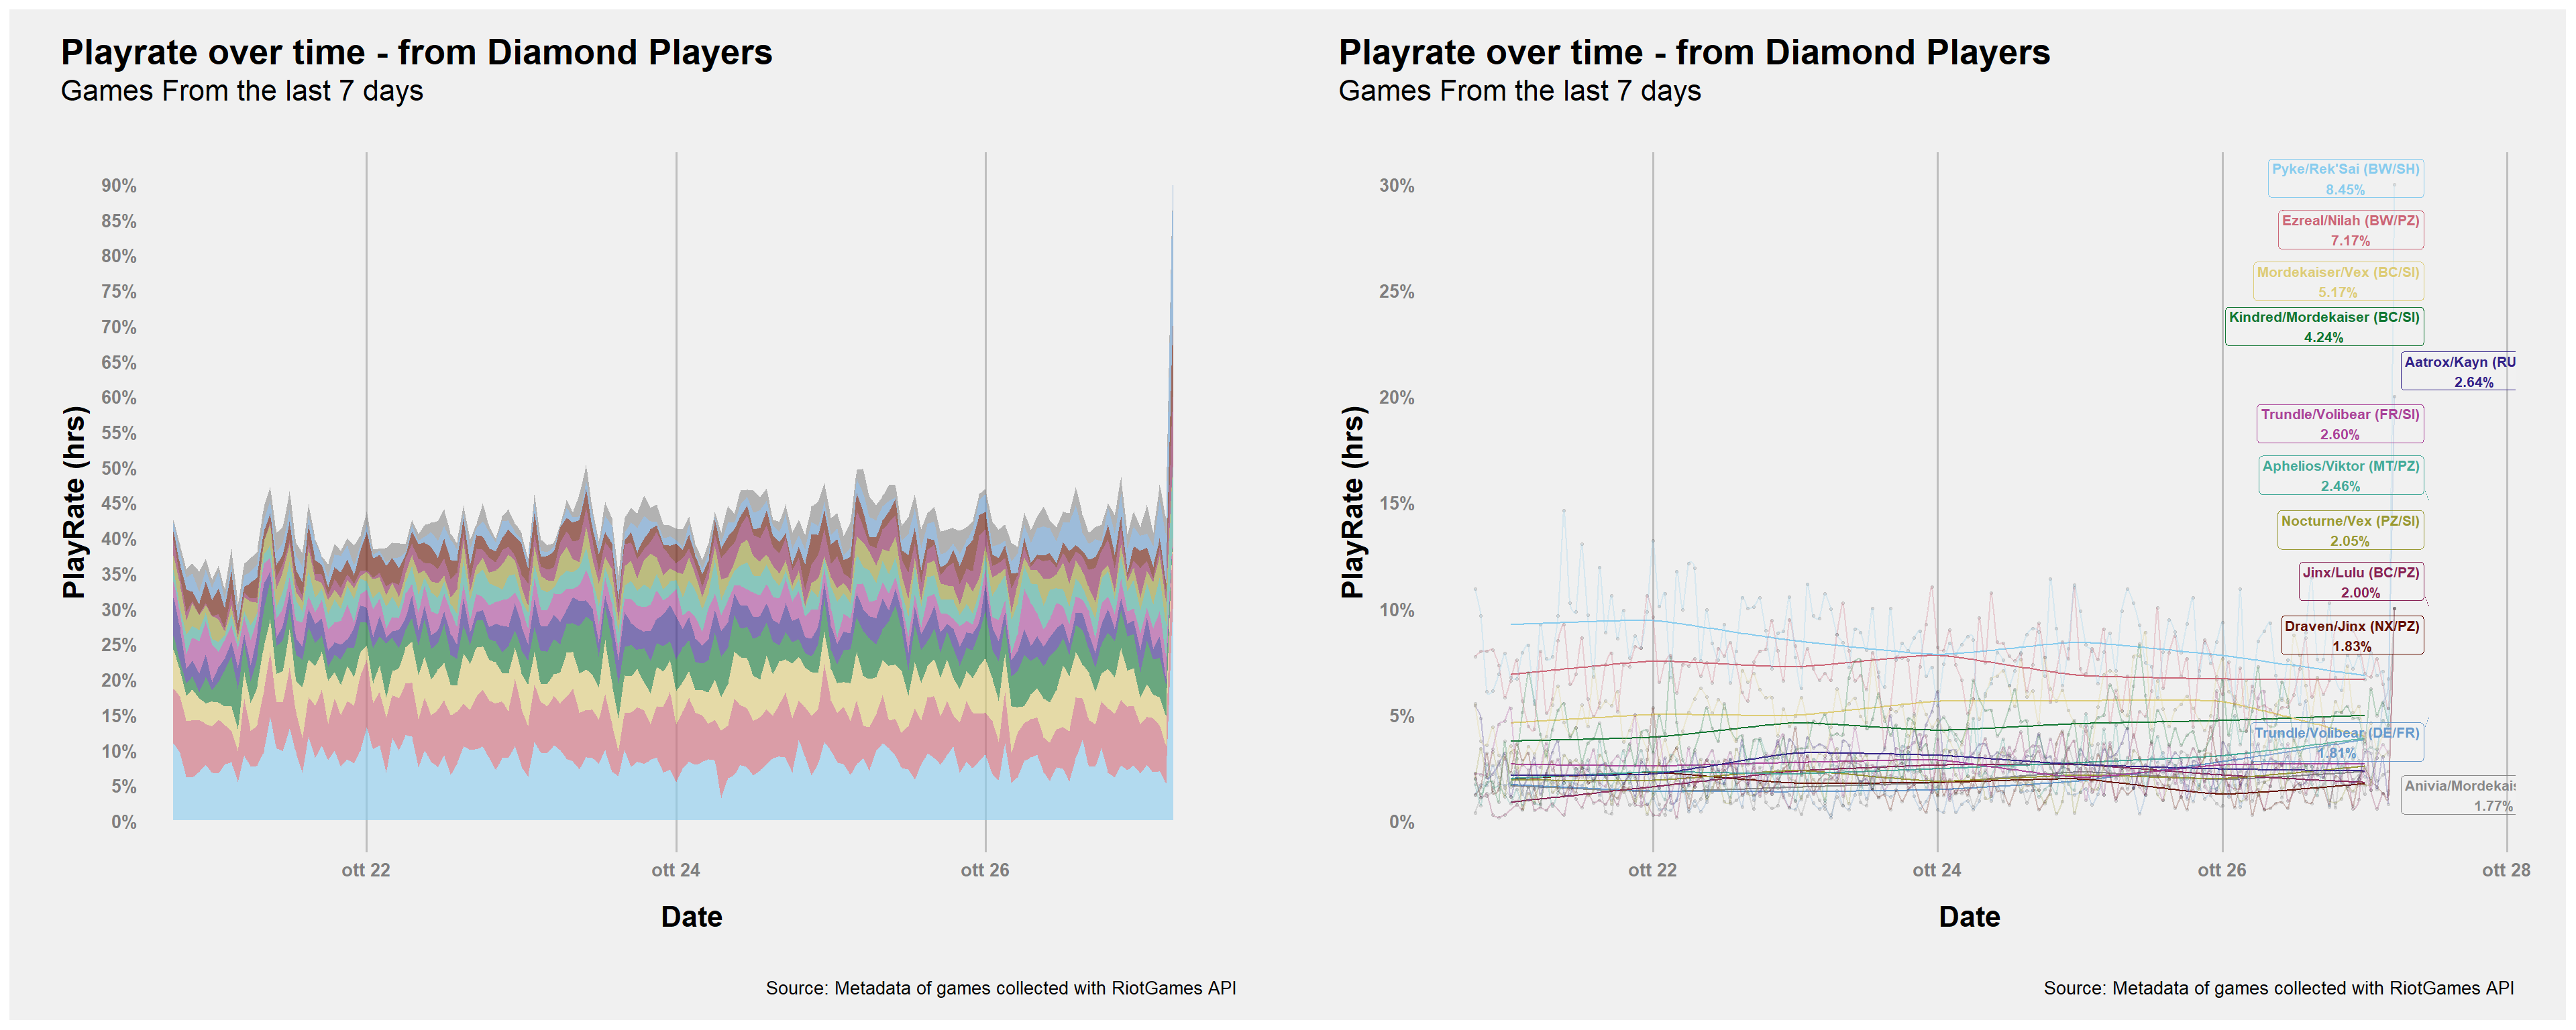 Playrate over time - from Diamond Players
Games From the last 7 days
PlayRate (hrs)
90%
85%
80%
75%
70%
65%
60%
55%
50%
45%
40%
35%
30%
25%
20%
15%
10%
5%
0%
ott 22
ott 24
ott 26
Date
Source: Metadata of games collected with RiotGames API
Playrate over time - from Diamond Players
Games From the last 7 days
PlayRate (hrs)
30%
25%
20%
15%
10%
5%
0%
Pyke/Rek'Sai (BW/SH)
8.45%
Ezreal/Nilah (BW/PZ)
7.17%
Mordekaiser/Vex (BC/SI)
5.17%
Kindred/Mordekaiser (BC/SI)
4.24%
Aatrox/Kayn (RU
2.64%
Trundle/Volibear (FR/SI)
2.60%
Aphelios/Viktor (MT/PZ)
2.46%
Nocturne/Vex (PZ/SI)
2.05%
Jinx/Lulu (BC/PZ)
2.00%
Draven/Jinx (NX/PZ)
1.83%
Trundle/Volibear (DE/FR)
1.81%
Anivia/Mordekais
1.77%
ott 22
ott 24
ott 26
ott 28
Date
Source: Metadata of games collected with RiotGames API